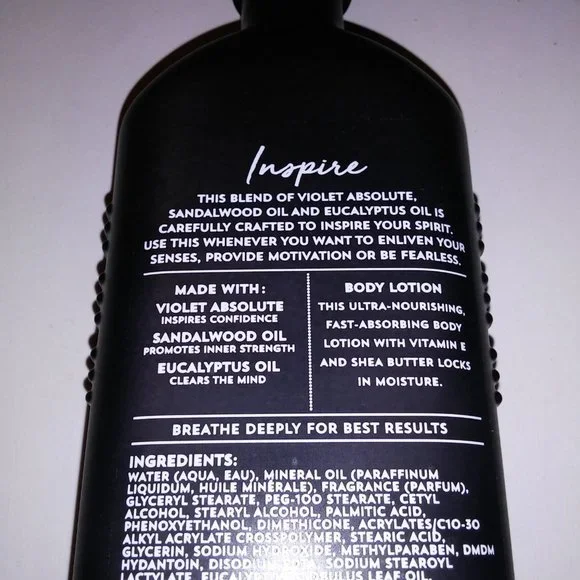 Inspire
THIS BLEND OF VIOLET ABSOLUTE,
SANDALWOOD OIL AND EUCALYPTUS OIL IS
CAREFULLY CRAFTED TO INSPIRE YOUR SPIRIT.
USE THIS WHENEVER YOU WANT TO ENLIVEN YOUR
SENSES, PROVIDE MOTIVATION OR BE FEARLESS.
MADE WITH:
VIOLET ABSOLUTE
INSPIRES CONFIDENCE
SANDALWOOD OIL
PROMOTES INNER STRENGTH
EUCALYPTUS OIL
CLEARS THE MIND
BODY LOTION
THIS ULTRA-NOURISHING,
FAST-ABSORBING BODY
LOTION WITH VITAMIN E
AND SHEA BUTTER LOCKS
IN MOISTURE.
BREATHE DEEPLY FOR BEST RESULTS
INGREDIENTS:
WATER (AQUA, EAU), MINERAL OIL (PARAFFINUM
LIQUIDUM, HUILE MINÉRALE), FRAGRANCE (PARFUM),
GLYCERYL STEARATE, PEG-100 STEARATE, CETYL
ALCOHOL, STEARYL ALCOHOL, PALMITIC ACID,
PHENOXYETHANOL, DIMETHICONE, ACRYLATES/C10-30
ALKYL ACRYLATE CROSSPOLYMER, STEARIC ACID,
GLYCERIN, SODIUM HYDROXIDE, METHYLPARABEN, DMDM
HYDANTOIN, DISODIUM EDTA, SODIUM STEAROYL
LACTYLATE, EUCALYPTUS GLOBULUS LEAF OIL,